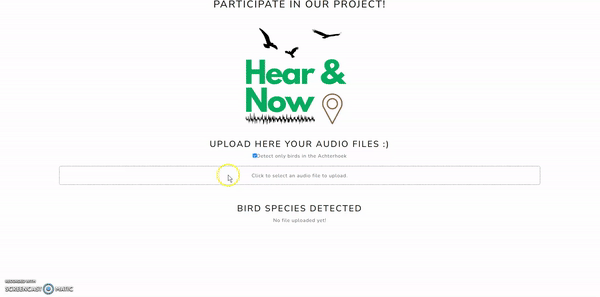 PARTICIPATE IN OUR PROJECT!
Hear &
Now
UPLOAD HERE YOUR AUDIO FILES :)
Detect only birds in the Achterhoek
Click to select an audio file to upload.
BIRD SPECIES DETECTED
No file uploaded yet!
RECORDED WITH
SCREENCAST MATIC